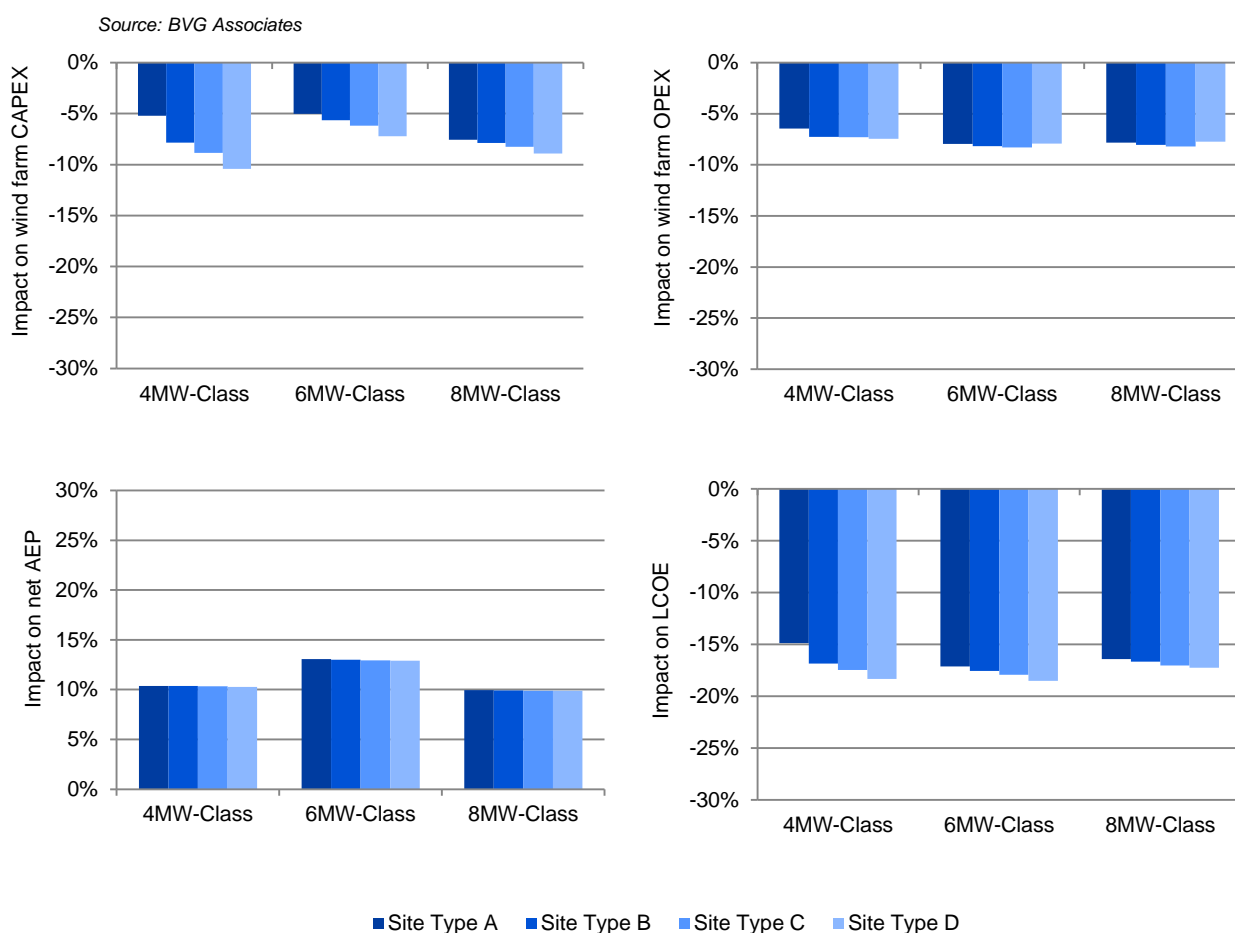 Source: BVG Associates
Impact on wind farm CAPEX
0%
-5%
-10%
-15%
-20%
-25%
-30%
4MW-Class 6MW-Class 8MW-Class
Impact on wind farm OPEX
0%
-5%
-10%
-15%
-20%
-25%
-30%
4MW-Class 6MW-Class 8MW-Class
Impact on net AEP
30%
25%
20%
15%
10%
5%
0%
4MW-Class 6MW-Class 8MW-Class
Impact on LCOE
0%
-5%
-10%
-15%
-20%
-25%
-30%
4MW-Class 6MW-Class 8MW-Class
Site Type A Site Type B Site Type C Site Type D